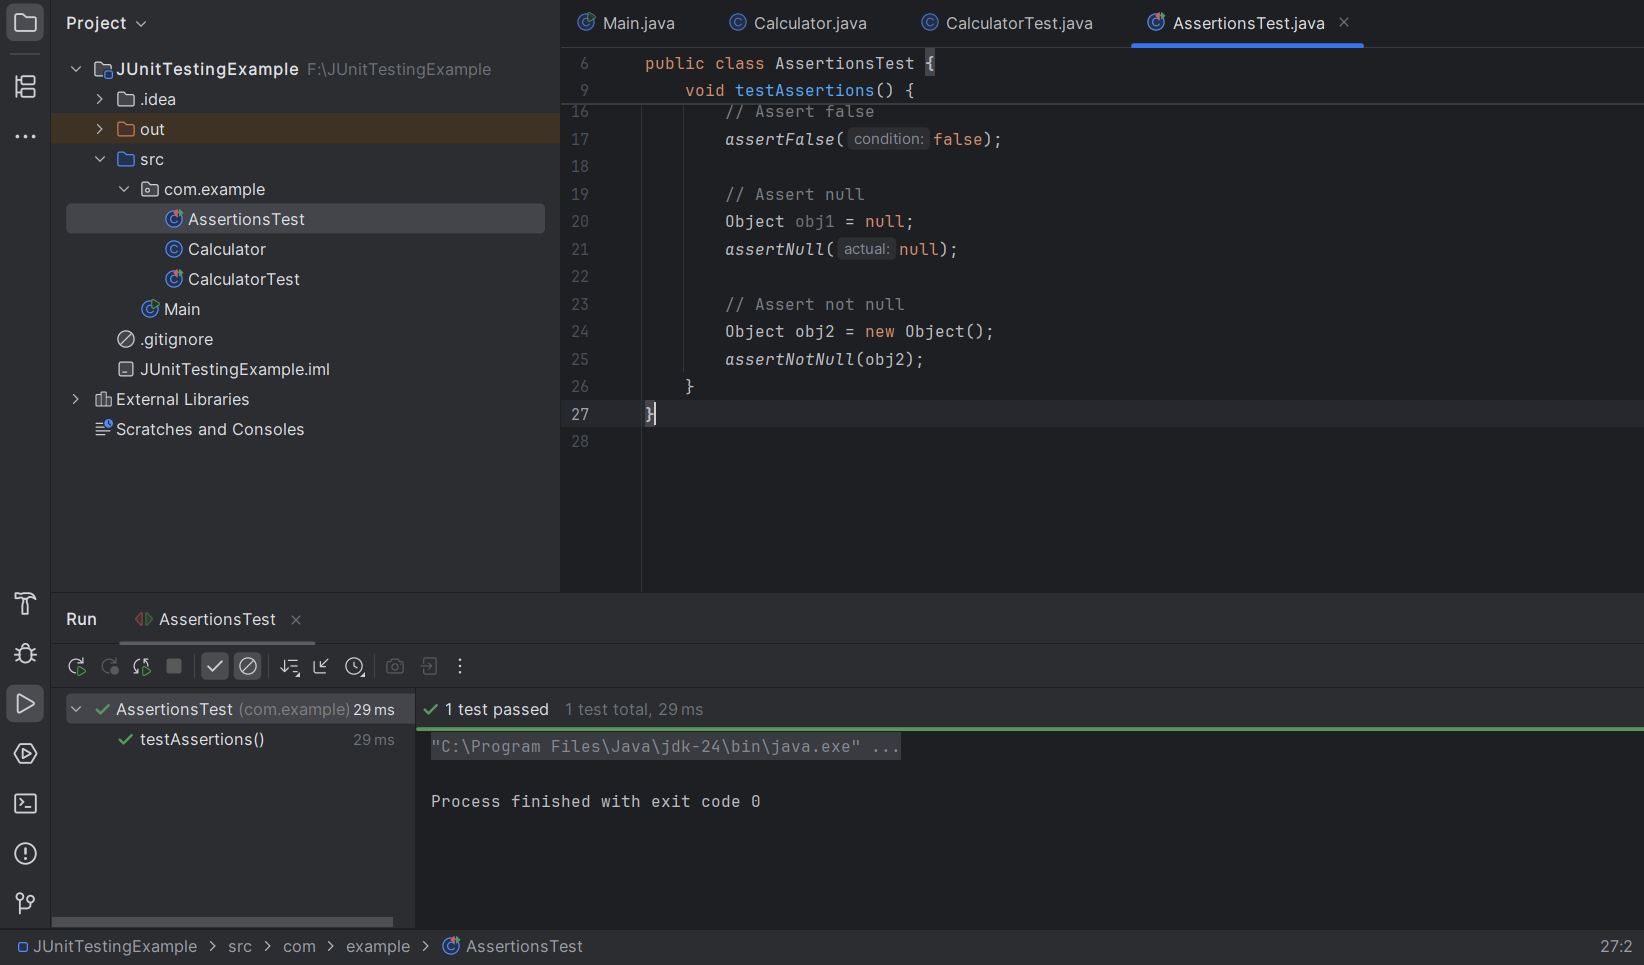 Project
JUnitTestingExample F:\JUnitTestingExample
.idea
out
src
com.example
AssertionsTest
Calculator
CalculatorTest
Main
.gitignore
JUnitTestingExample.iml
External Libraries
Scratches and Consoles
Main.java Calculator.java CalculatorTest.java AssertionsTest.java
6 public class AssertionsTest {
9 void testAssertions() {
16 // Assert false
17 assertFalse( condition: false);
18
19 // Assert null
20 Object obj1 = null;
21 assertNull( actual: null);
22
23 // Assert not null
24 Object obj2 = new Object();
25 assertNotNull(obj2);
26 }
27 }
28
Run AssertionsTest
AssertionsTest (com.example) 29 ms
testAssertions() 29 ms
1 test passed 1 test total, 29 ms
"C:\Program Files\Java\jdk-24\bin\java.exe" ...
Process finished with exit code 0
JUnitTestingExample > src > com > example > AssertionsTest 27:2